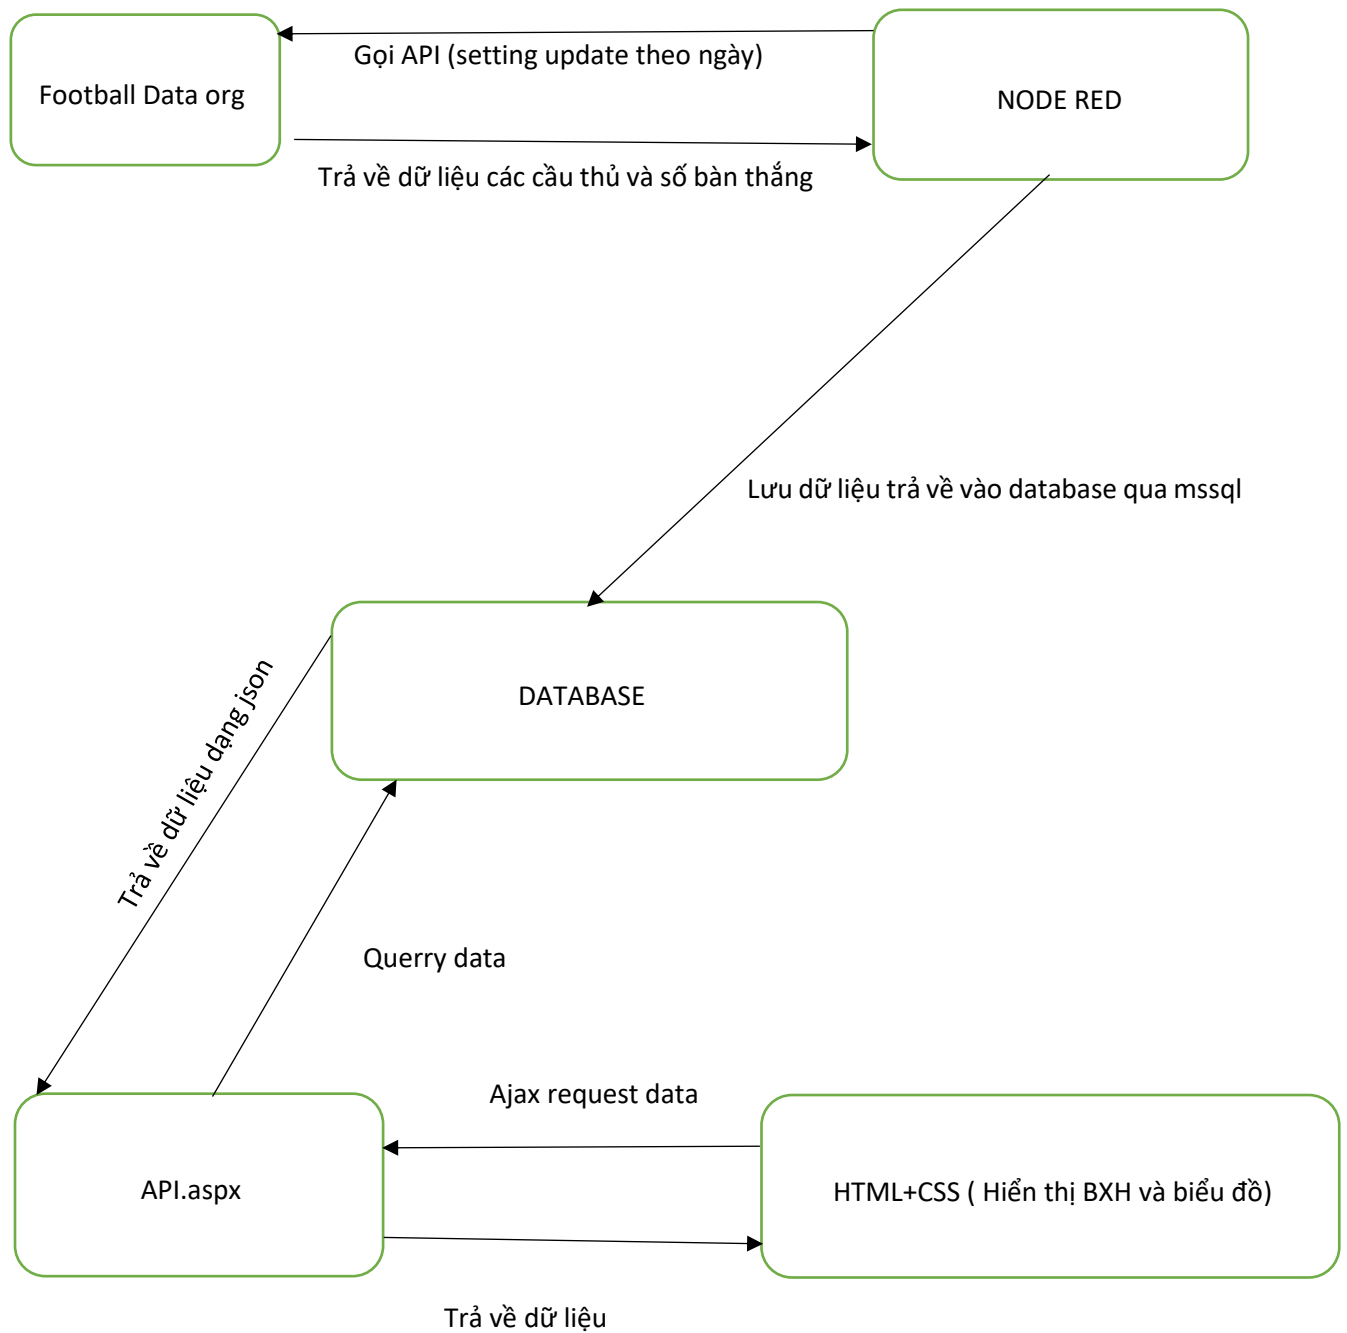 Gọi API (setting update theo ngày)
Football Data org
NODE RED
Trả về dữ liệu các cầu thủ và số bàn thắng
Lưu dữ liệu trả về vào database qua mssql
DATABASE
Trả về dữ liệu dạng json
Querry data
Ajax request data
API.aspx
HTML+CSS ( Hiển thị BXH và biểu đồ)
Trả về dữ liệu